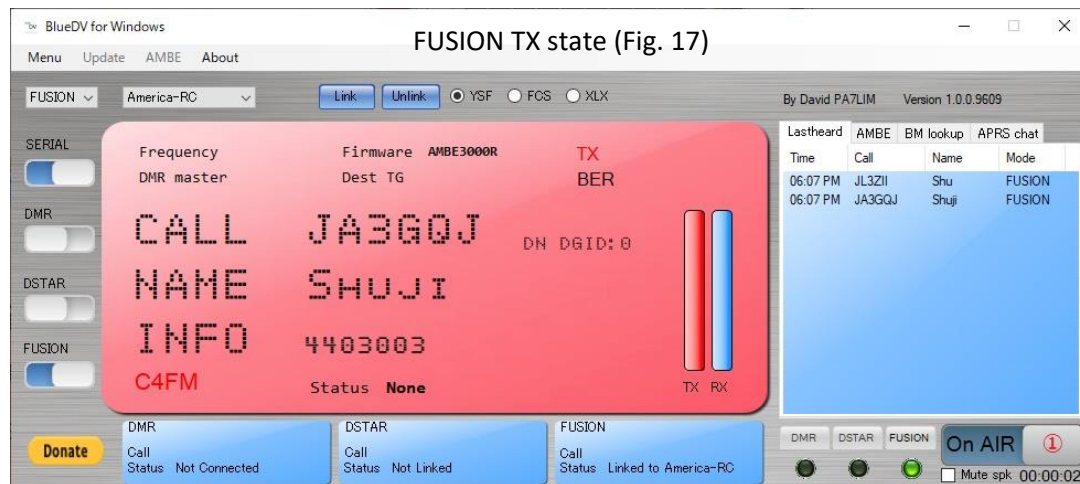 BlueDV for Windows
FUSION TX state (Fig. 17)
Menu Update AMBE About
FUSION America-RC Link Unlink YSF FCS XLX By David PA7LIM Version 1.0.0.9609
SERIAL
DMR
DSTAR
FUSION
Frequency Firmware AMBE3000R TX
DMR master Dest TG BER
CALL JA3GQJ DN DGID:0
NAME SHUJI
INFO 4403003
C4FM Status None TX RX
Lastheard AMBE BM lookup APRS chat
Time Call Name Mode
06:07 PM JL3ZII Shu FUSION
06:07 PM JA3GQJ Shuji FUSION
Donate
DMR
Call
Status Not Connected
DSTAR
Call
Status Not Linked
FUSION
Call
Status Linked to America-RC
DMR DSTAR FUSION On AIR ①
Mute spk 00:00:02